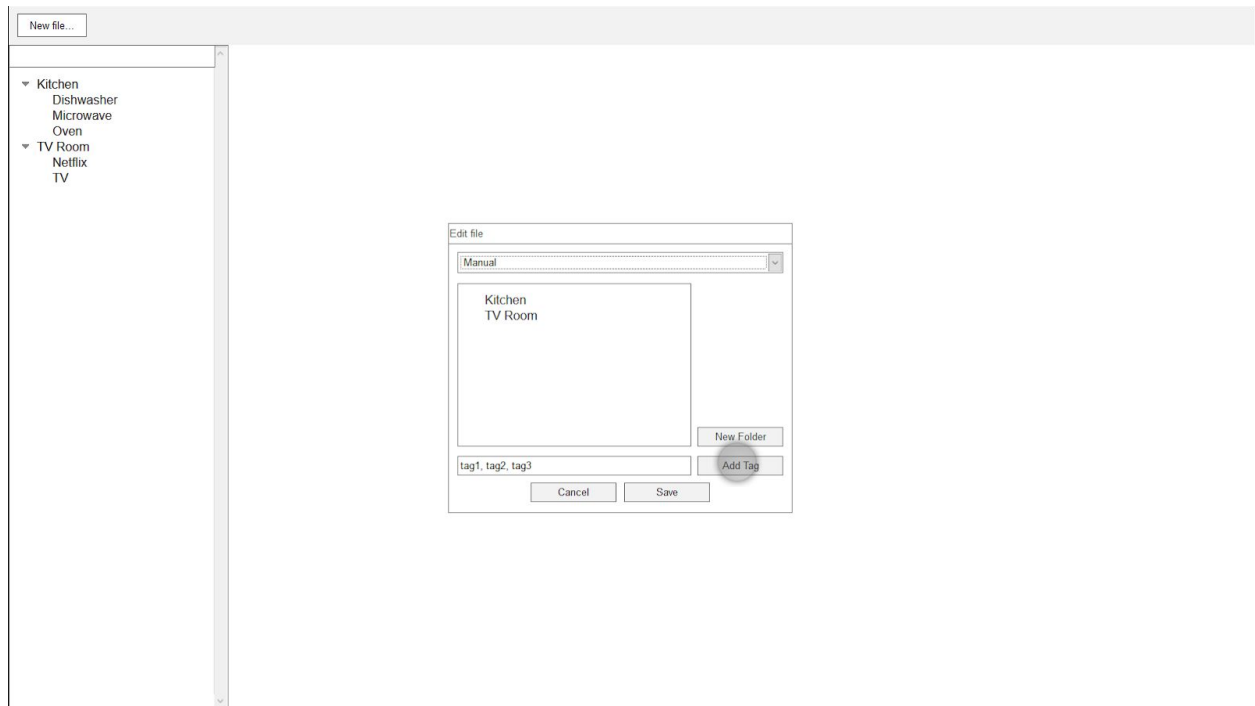 New file...
Kitchen
Dishwasher
Microwave
Oven
TV Room
Netflix
TV
Edit file
Manual
Kitchen
TV Room
New Folder
tag1, tag2, tag3
Add Tag
Cancel
Save